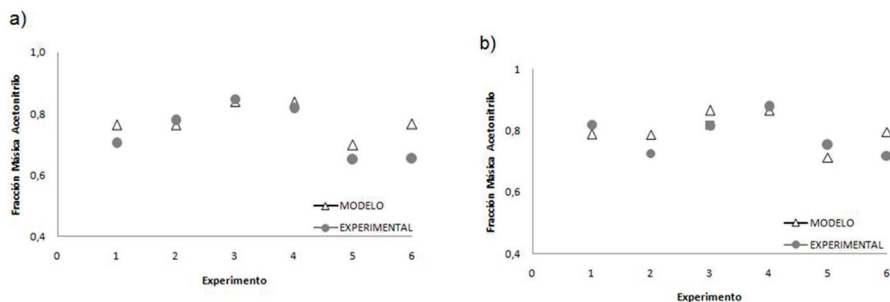 a)
Fracción Másica Acetonitrilo
1,0
0,8
0,6
0,4
0 1 2 3 4 5 6
Experimento
MODELO
EXPERIMENTAL
b)
Fracción Másica Acetonitrilo
1
0,8
0,6
0,4
0 1 2 3 4 5 6
Experimento
MODELO
EXPERIMENTAL